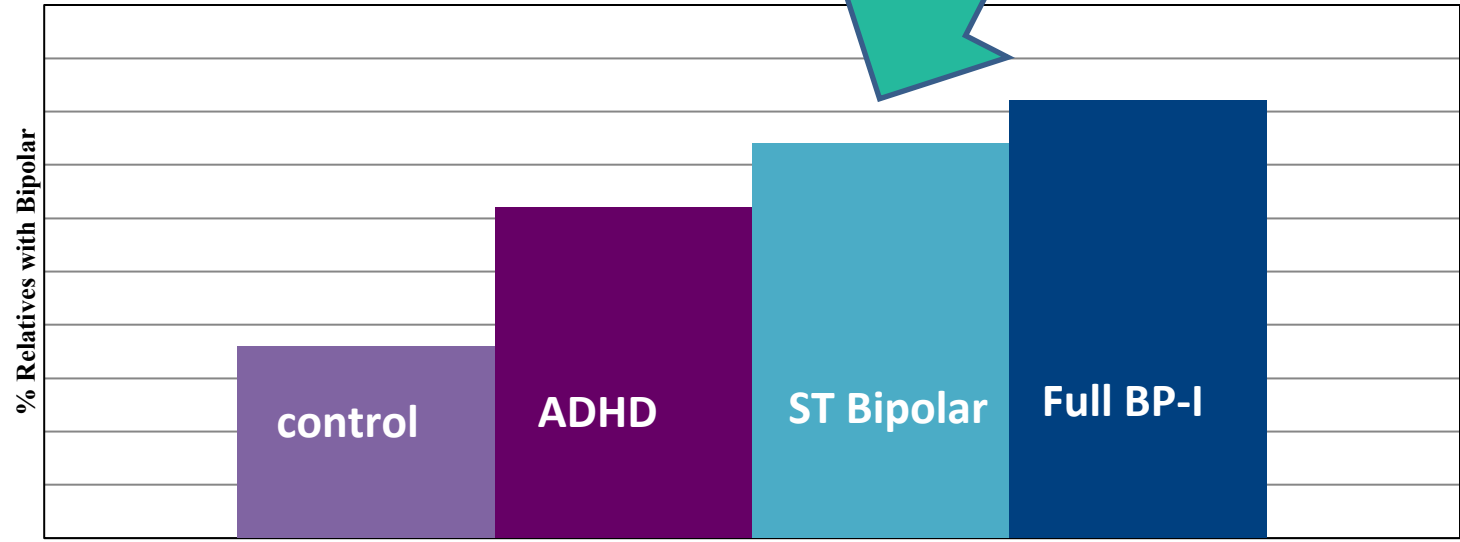 % Relatives with Bipolar
control
ADHD
ST Bipolar
Full BP-I